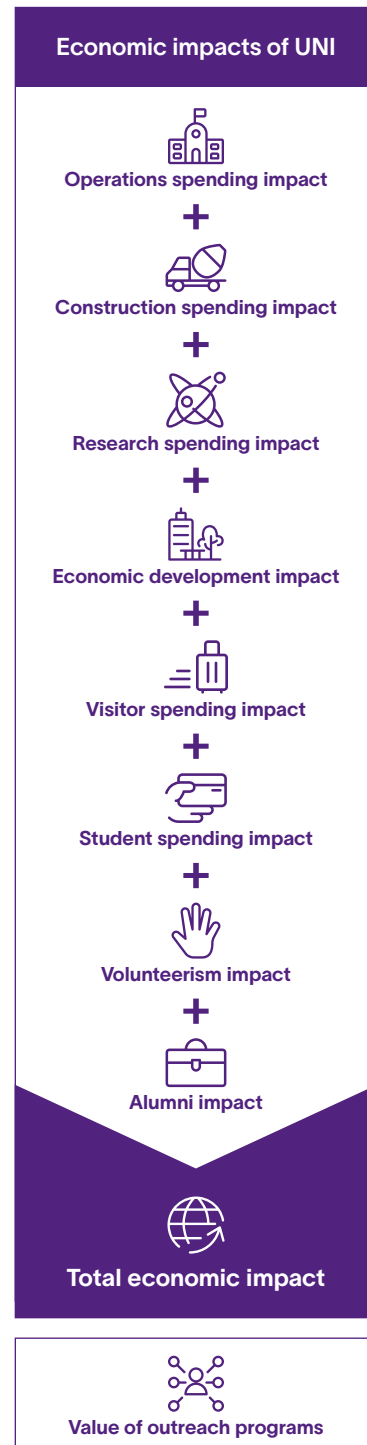 Economic impacts of UNI
Operations spending impact
+
Construction spending impact
+
Research spending impact
+
Economic development impact
+
Visitor spending impact
+
Student spending impact
+
Volunteerism impact
+
Alumni impact
Total economic impact
Value of outreach programs